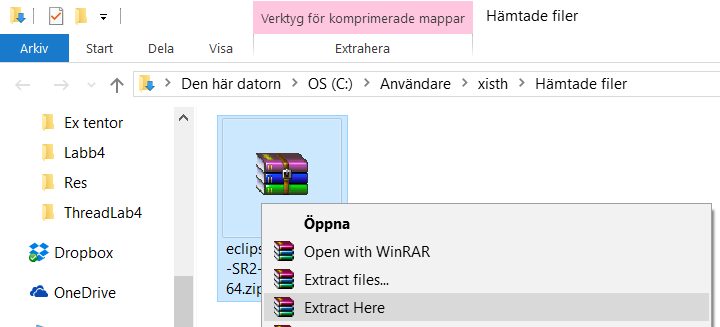 Verktyg för komprimerade mappar
Hämtade filer
Arkiv
Start
Dela
Visa
Extrahera
Den här datorn
OS (C:)
Användare
xisth
Hämtade filer
Ex tentor
Labb4
Res
ThreadLab4
Dropbox
OneDrive
eclips
-SR2-
64.zip
Öppna
Open with WinRAR
Extract files...
Extract Here